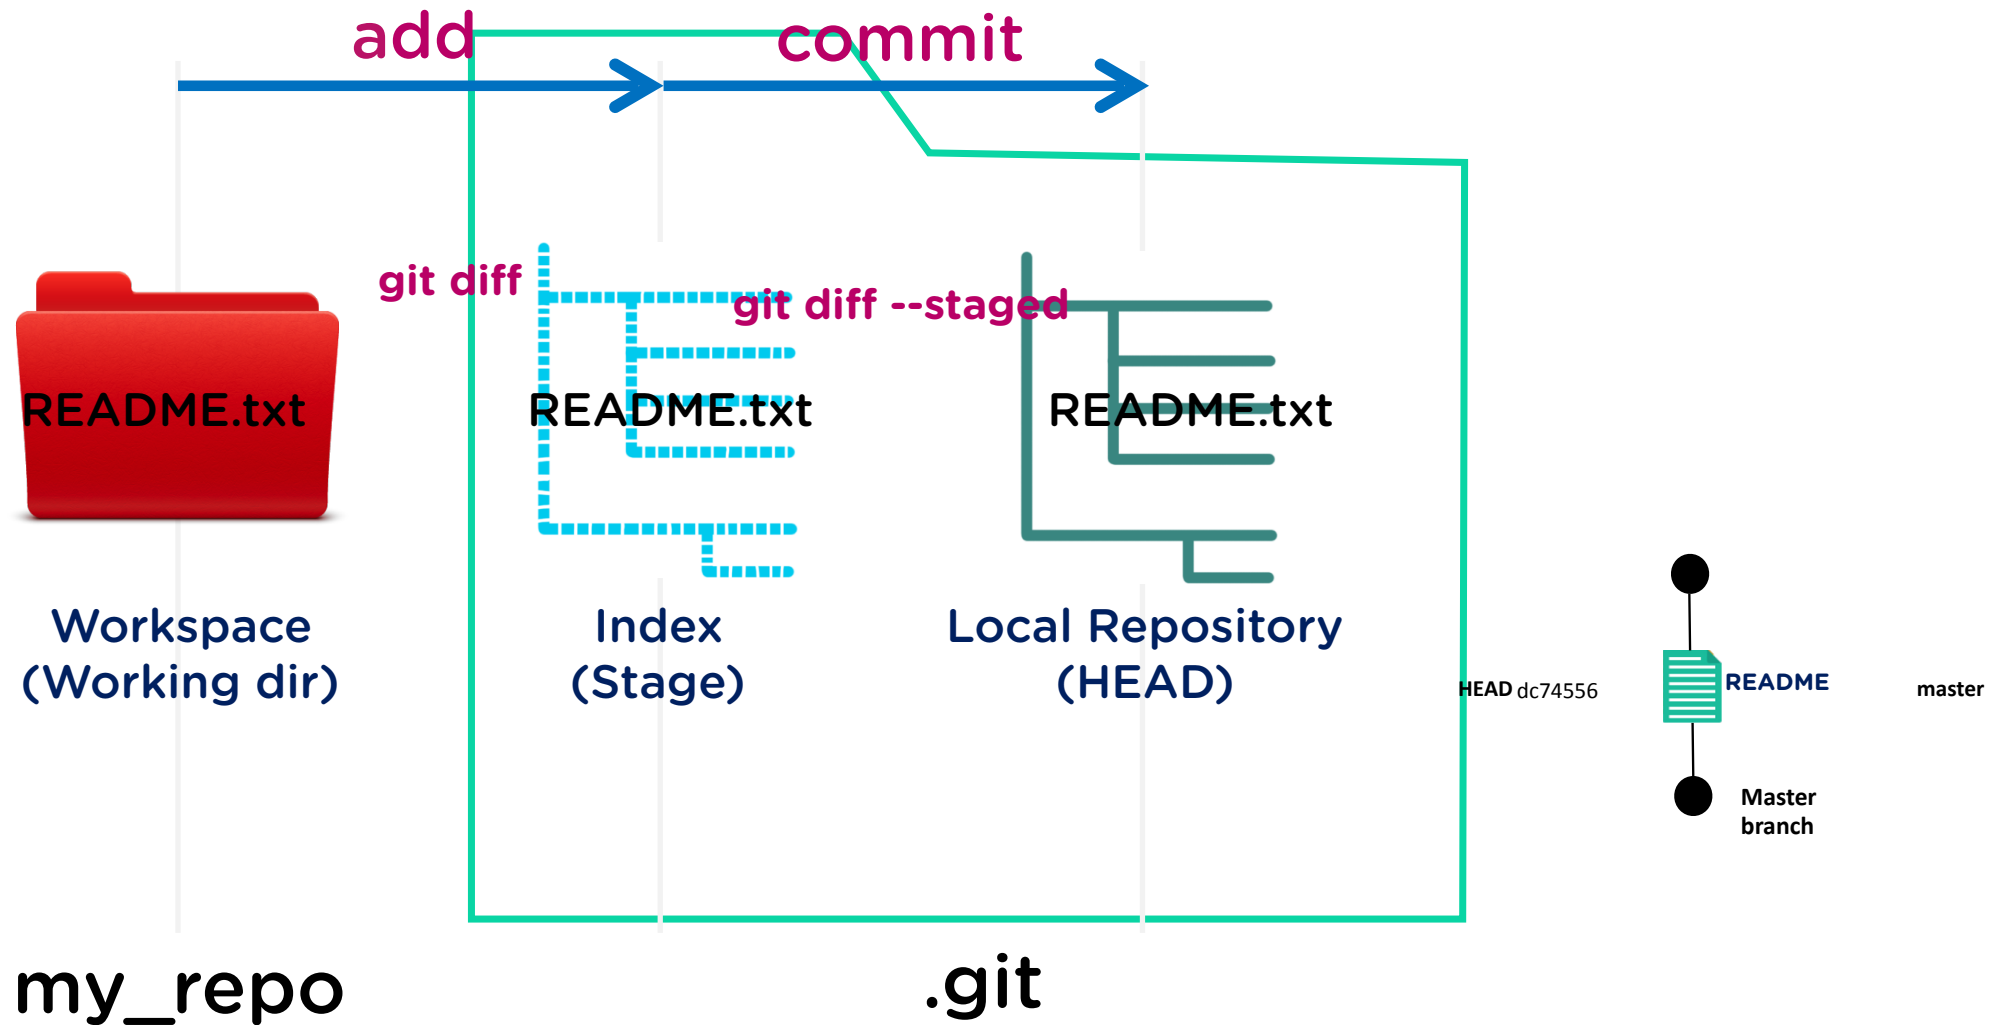 add
commit
git diff
git diff --staged
README.txt
README.txt
README.txt
Workspace
(Working dir)
Index
(Stage)
Local Repository
(HEAD)
HEAD dc74556
README
master
Master
branch
my_repo
.git